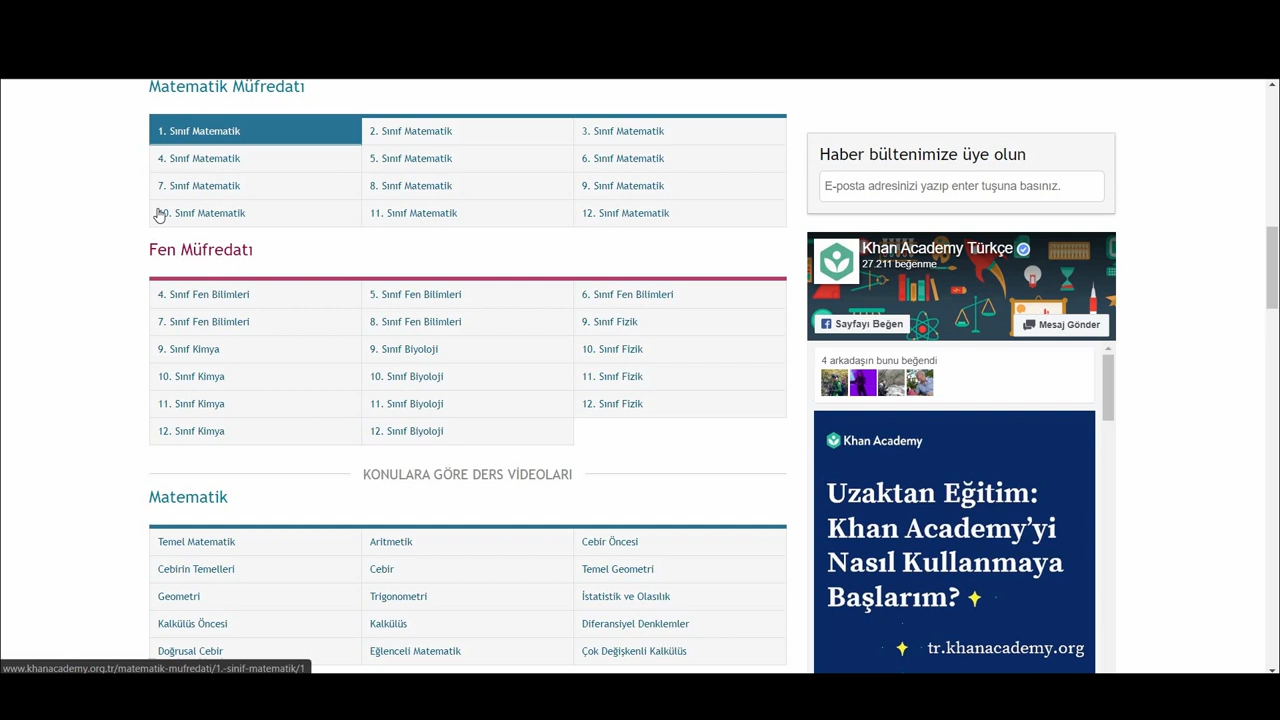 Matematik Müfredatı
1. Sınıf Matematik 2. Sınıf Matematik 3. Sınıf Matematik
4. Sınıf Matematik 5. Sınıf Matematik 6. Sınıf Matematik
7. Sınıf Matematik 8. Sınıf Matematik 9. Sınıf Matematik
10. Sınıf Matematik 11. Sınıf Matematik 12. Sınıf Matematik
Fen Müfredatı
4. Sınıf Fen Bilimleri 5. Sınıf Fen Bilimleri 6. Sınıf Fen Bilimleri
7. Sınıf Fen Bilimleri 8. Sınıf Fen Bilimleri 9. Sınıf Fizik
9. Sınıf Kimya 9. Sınıf Biyoloji 10. Sınıf Fizik
10. Sınıf Kimya 10. Sınıf Biyoloji 11. Sınıf Fizik
11. Sınıf Kimya 11. Sınıf Biyoloji 12. Sınıf Fizik
12. Sınıf Kimya 12. Sınıf Biyoloji
KONULARA GÖRE DERS VİDEOLARI
Matematik
Temel Matematik Aritmetik Cebir Öncesi
Cebirin Temelleri Cebir Temel Geometri
Geometri Trigonometri İstatistik ve Olasılık
Kalkülüs Öncesi Kalkülüs Diferansiyel Denklemler
Doğrusal Cebir Eğlenceli Matematik Çok Değişkenli Kalkülüs
www.khanacademy.org.tr/matematik-mufredati/1.-sinif-matematik/1
Haber bültenimize üye olun
E-posta adresinizi yazıp enter tuşuna basınız.
Khan Academy Türkçe
27.211 beğenme
Sayfayı Beğen Mesaj Gönder
4 arkadaşın bunu beğendi
Khan Academy
Uzaktan Eğitim:
Khan Academy'yi
Nasıl Kullanmaya
Başlarım?
tr.khanacademy.org